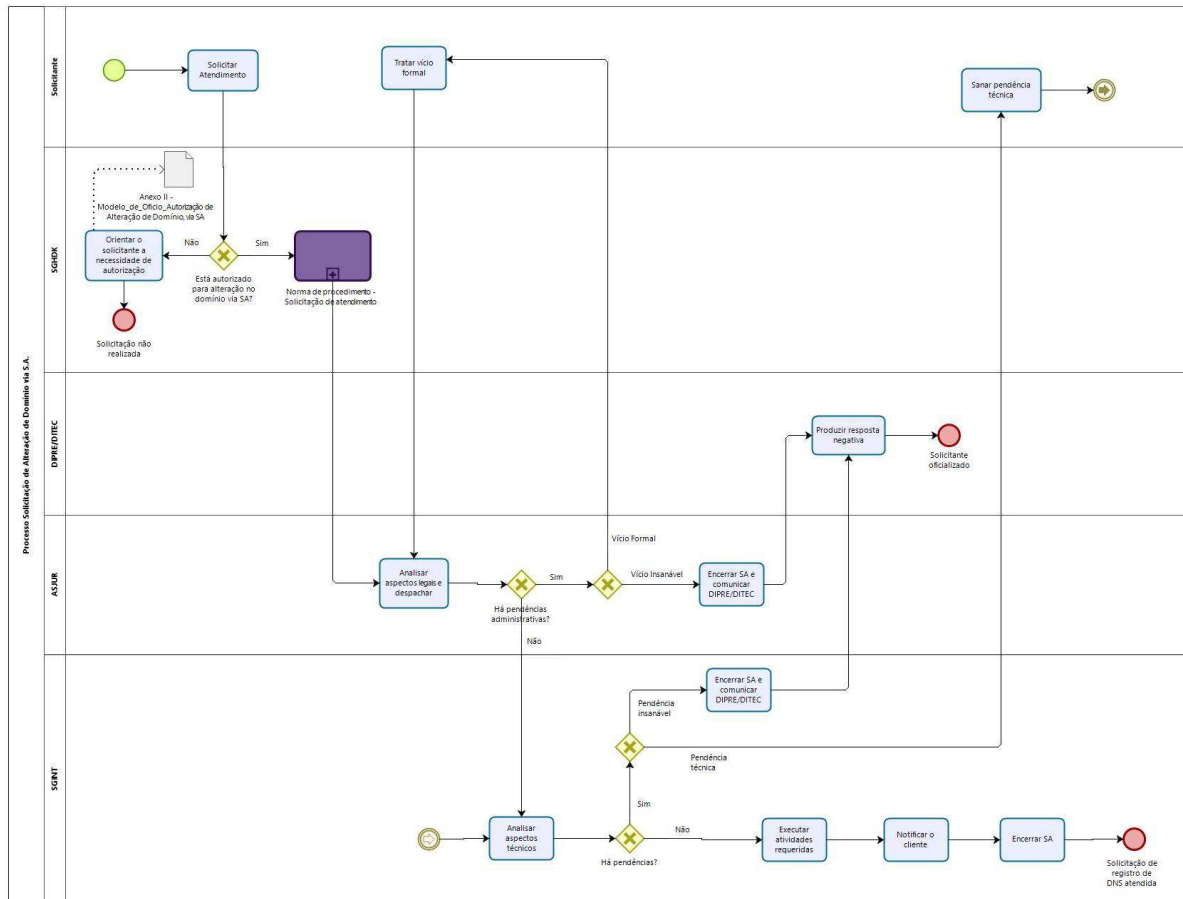 Processo Solicitação de Alteração de Domínio via S.A.
Solicitante
Solicitar
Atendimento
Tratar vício
formal
Sanar pendência
técnica
SGHDK
Anexo II -
Modelo_de_Ofício_Autorização de
Alteração de Domínio, via SA
Orientar o
solicitante a
necessidade de
autorização
Não
Sim
Está autorizado
para alteração no
domínio via SA?
Norma de procedimento -
Solicitação de atendimento
Solicitação não
realizada
DIPRE/DITEC
Produzir resposta
negativa
Solicitante
oficializado
ASJUR
Analisar
aspectos legais e
despachar
Há pendências
administrativas?
Sim
Não
Vício Formal
Vício Insanável
Encerrar SA e
comunicar
DIPRE/DITEC
SGINT
Encerrar SA e
comunicar
DIPRE/DITEC
Pendência
insanável
Pendência
técnica
Sim
Analisar
aspectos
técnicos
Há pendências?
Não
Executar
atividades
requeridas
Notificar o
cliente
Encerrar SA
Solicitação de
registro de
DNS atendida